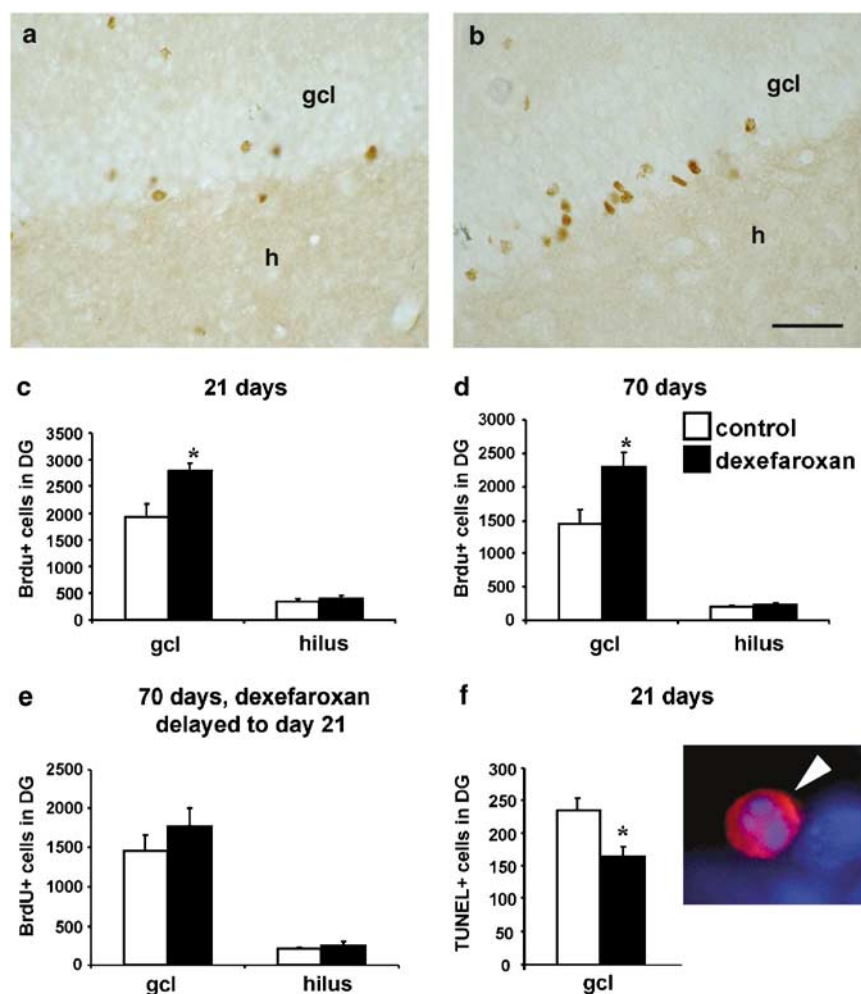 a
gcl
h
b
gcl
h
c
21 days
Brdu+ cells in DG
3500
3000
2500
2000
1500
1000
500
0
*
gcl
hilus
d
70 days
Brdu+ cells in DG
3000
2500
2000
1500
1000
500
0
*
control
dexefaroxan
gcl
hilus
e
70 days, dexefaroxan
delayed to day 21
BrdU+ cells in DG
2500
2000
1500
1000
500
0
gcl
hilus
f
21 days
TUNEL+ cells in DG
300
250
200
150
100
50
0
*
gcl